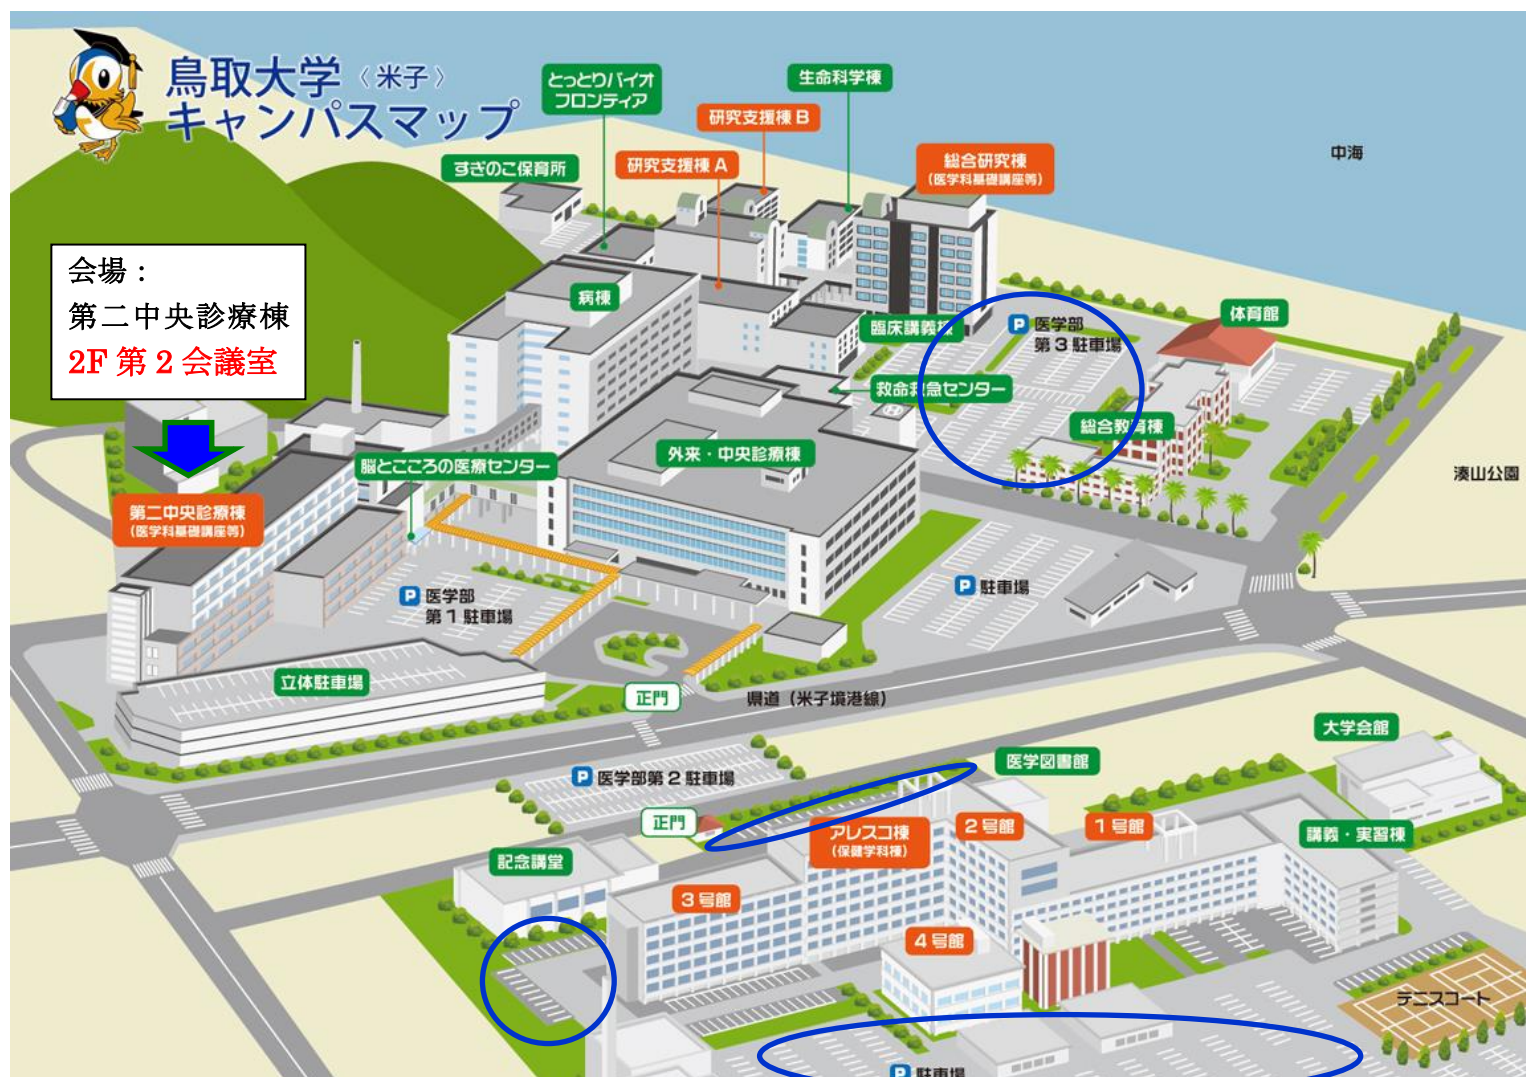 鳥取大学〈米子〉
キャンパスマップ
とっとりバイオ
フロンティア
生命科学棟
研究支援棟 B
研究支援棟 A
総合研究棟
(医学科基礎講座等)
中海
すぎのこ保育所
会場：
第二中央診療棟
2F 第 2 会議室
病棟
臨床講義棟
P 医学部
第 3 駐車場
体育館
救命救急センター
総合教育棟
外来・中央診療棟
脳とこころの医療センター
湊山公園
第二中央診療棟
(医学科基礎講座等)
P 医学部
第 1 駐車場
P 駐車場
立体駐車場
正門
県道（米子境港線）
大学会館
医学図書館
P 医学部第 2 駐車場
正門
アレスコ棟
(保健学科棟)
2 号館
1 号館
講義・実習棟
記念講堂
3 号館
4 号館
テニスコート
P 駐車場